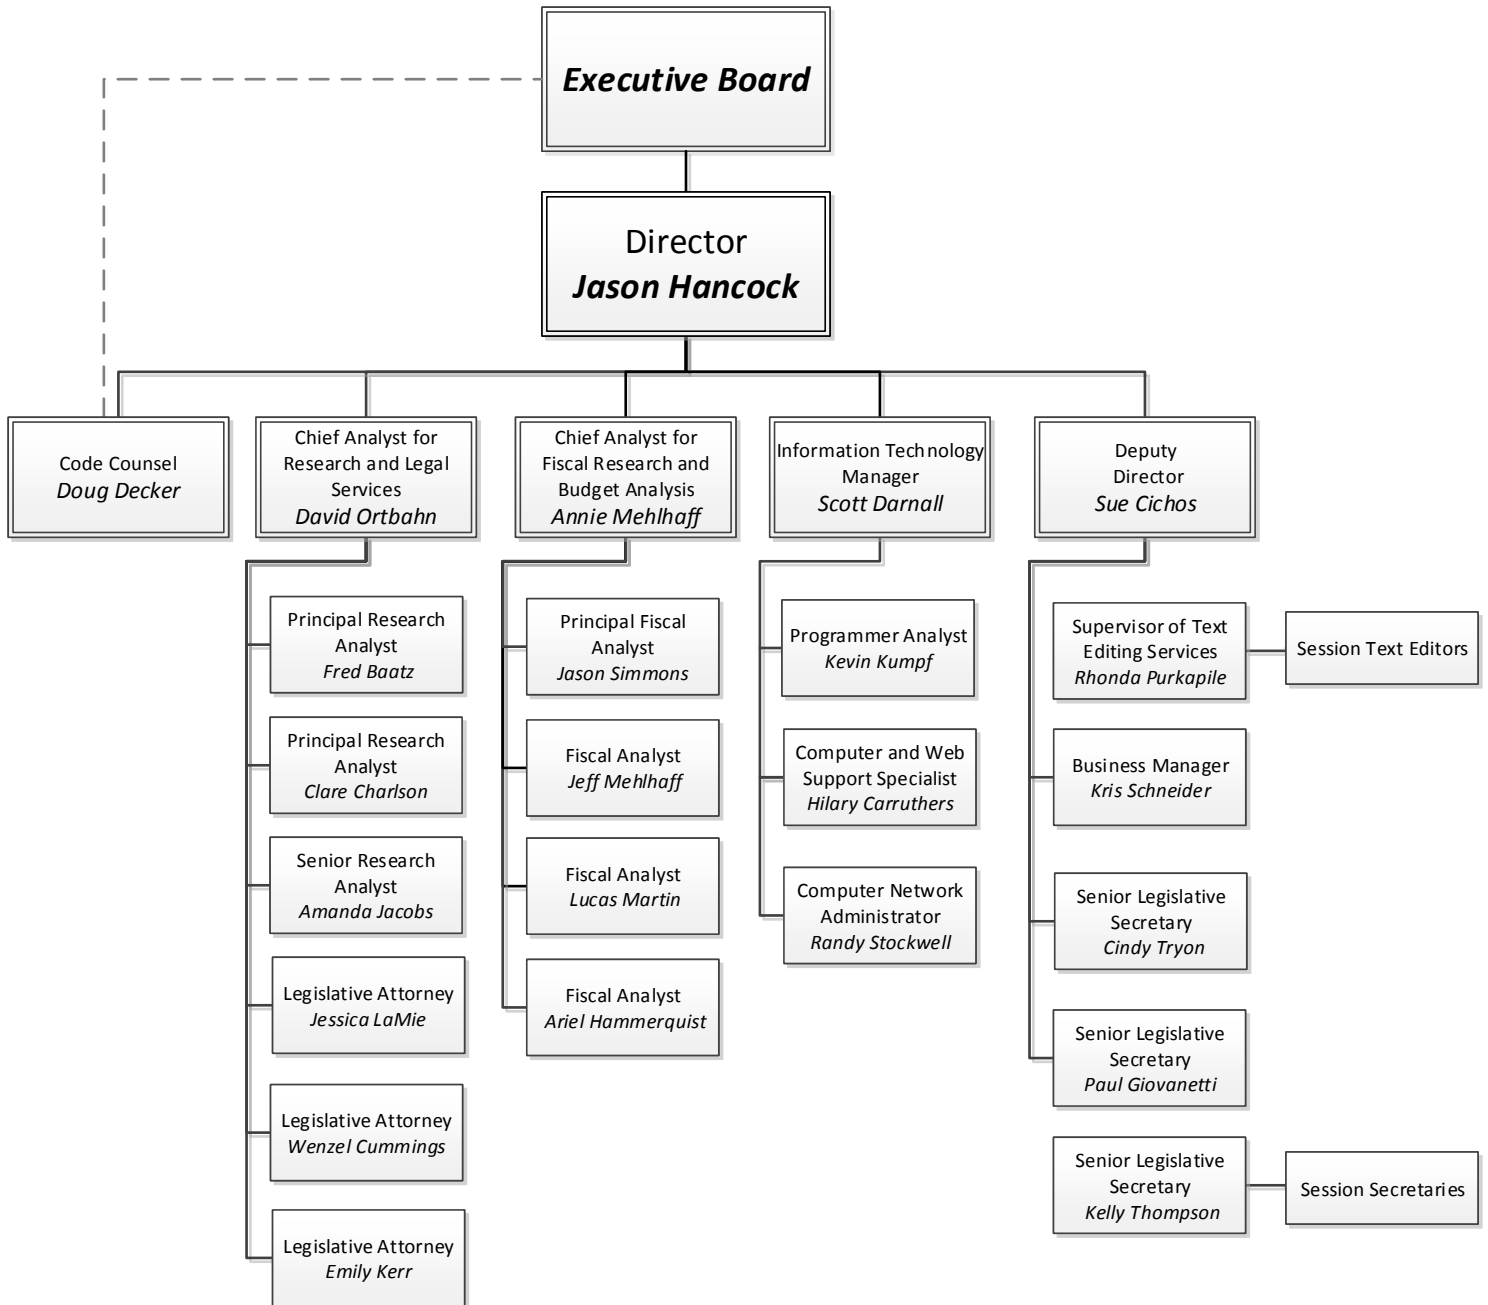 Executive Board
Director
Jason Hancock
Code Counsel
Doug Decker
Chief Analyst for
Research and Legal
Services
David Ortbahn
Chief Analyst for
Fiscal Research and
Budget Analysis
Annie Mehlhaff
Information Technology
Manager
Scott Darnall
Deputy
Director
Sue Cichos
Principal Research
Analyst
Fred Baatz
Principal Research
Analyst
Clare Charlson
Senior Research
Analyst
Amanda Jacobs
Legislative Attorney
Jessica LaMie
Legislative Attorney
Wenzel Cummings
Legislative Attorney
Emily Kerr
Principal Fiscal
Analyst
Jason Simmons
Fiscal Analyst
Jeff Mehlhaff
Fiscal Analyst
Lucas Martin
Fiscal Analyst
Ariel Hammerquist
Programmer Analyst
Kevin Kumpf
Computer and Web
Support Specialist
Hilary Carruthers
Computer Network
Administrator
Randy Stockwell
Supervisor of Text
Editing Services
Rhonda Purkapile
Session Text Editors
Business Manager
Kris Schneider
Senior Legislative
Secretary
Cindy Tryon
Senior Legislative
Secretary
Paul Giovanetti
Senior Legislative
Secretary
Kelly Thompson
Session Secretaries